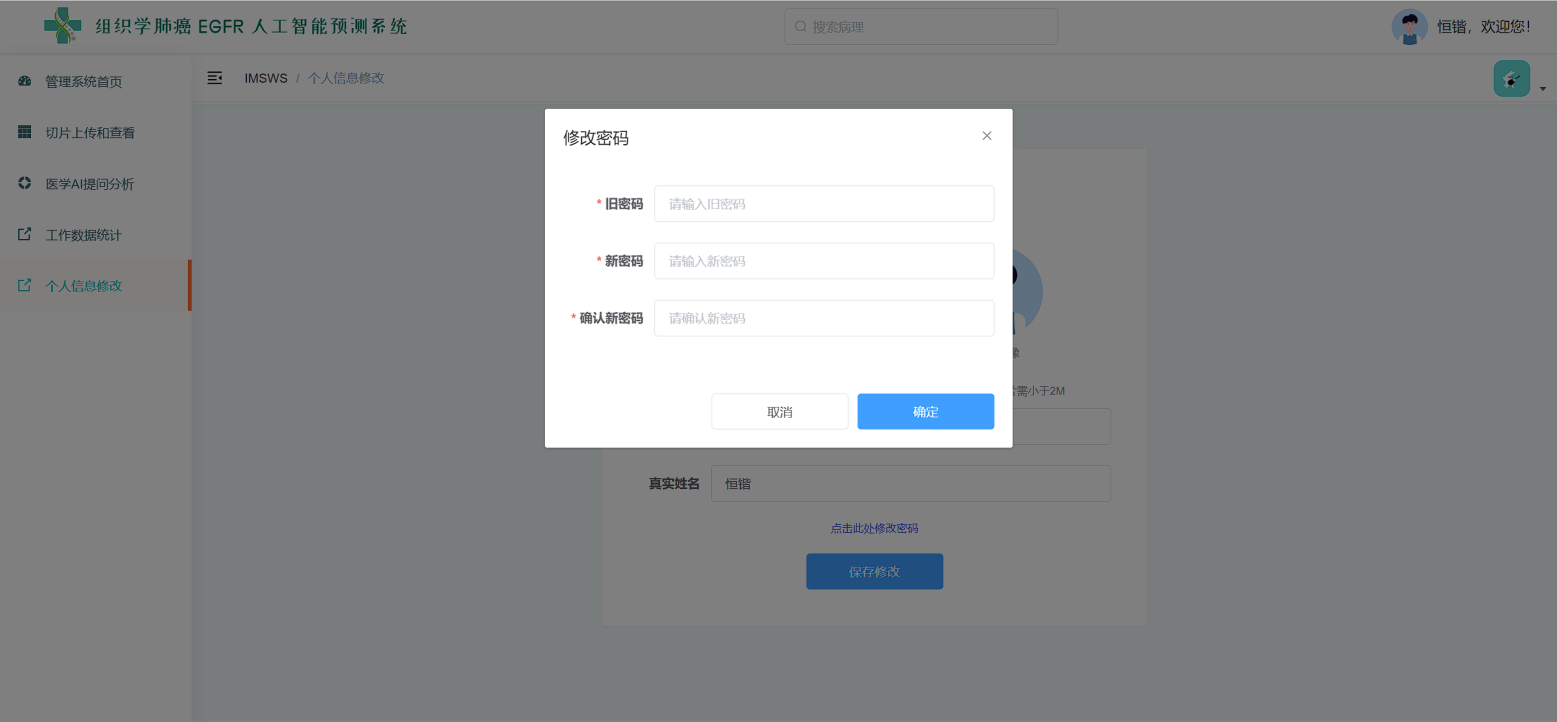 组织学肺癌 EGFR 人工智能预测系统
搜索病理
恒锴，欢迎您！
管理系统首页
切片上传和查看
医学AI提问分析
工作数据统计
个人信息修改
IMSWS / 个人信息修改
修改密码
* 旧密码 请输入旧密码
* 新密码 请输入新密码
* 确认新密码 请确认新密码
取消 确定
像
片需小于2M
真实姓名 恒锴
点击此处修改密码
保存修改